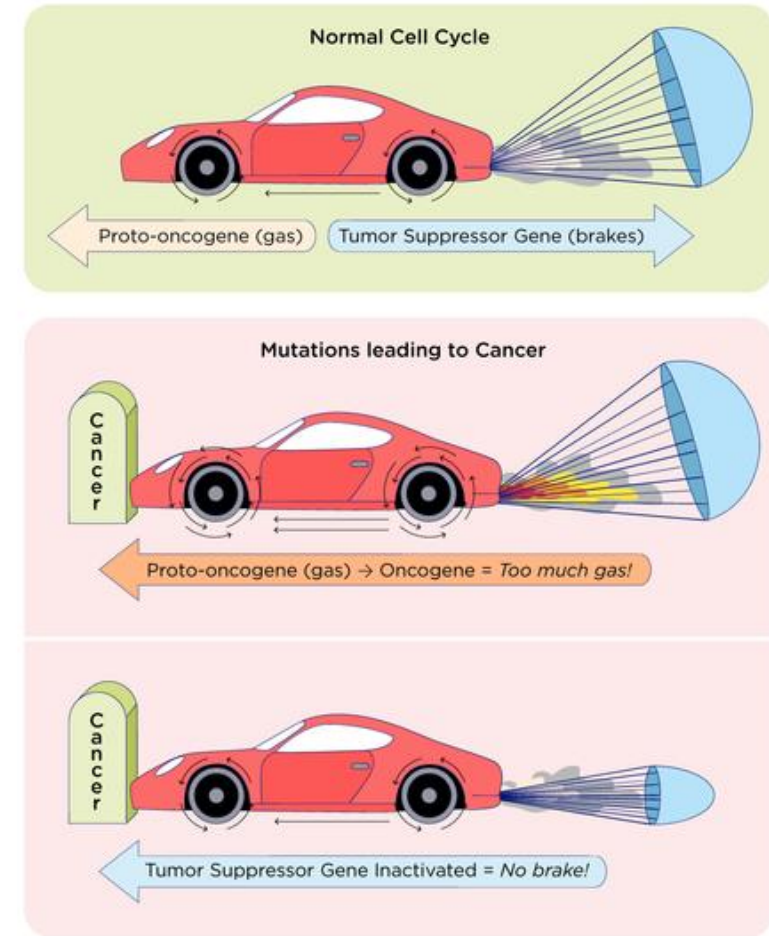 Normal Cell Cycle
Proto-oncogene (gas)
Tumor Suppressor Gene (brakes)
Mutations leading to Cancer
Cancer
Proto-oncogene (gas) → Oncogene = Too much gas!
Cancer
Tumor Suppressor Gene Inactivated = No brake!